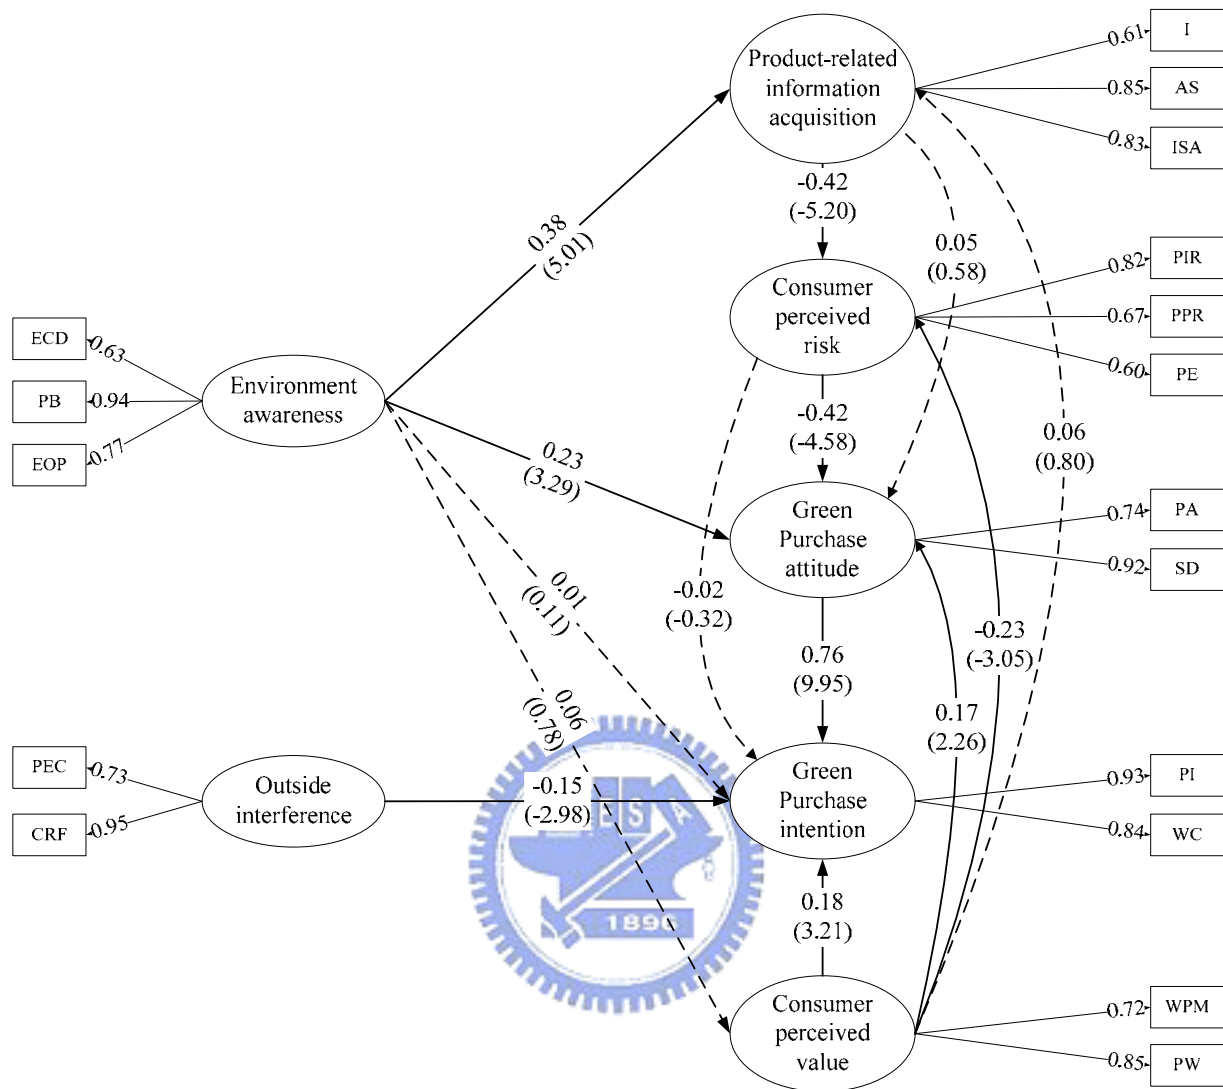 Product-related
information
acquisition
0.61
I
0.85
AS
0.83
ISA
-0.42
(-5.20)
0.38
(5.01)
0.05
(0.58)
Consumer
perceived
risk
0.82
PIR
0.67
PPR
0.60
PE
ECD
0.63
PB
0.94
EOP
0.77
Environment
awareness
-0.42
(-4.58)
0.06
(0.80)
0.23
(3.29)
Green
Purchase
attitude
0.74
PA
0.92
SD
0.01
(0.11)
-0.02
(-0.32)
-0.23
(-3.05)
0.76
(9.95)
0.06
(0.78)
0.17
(2.26)
PEC
0.73
CRF
0.95
Outside
interference
-0.15
(-2.98)
Green
Purchase
intention
0.93
PI
0.84
WC
E S A
1896
0.18
(3.21)
Consumer
perceived
value
0.72
WPM
0.85
PW